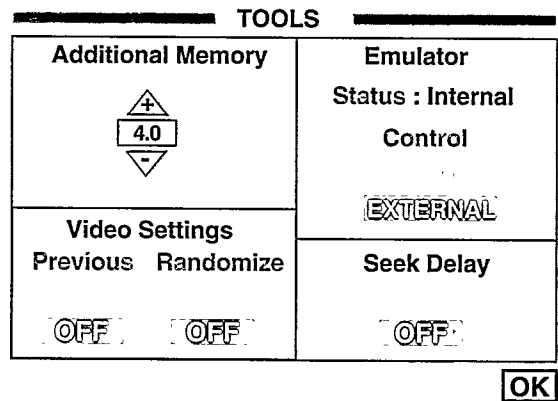 TOOLS
Additional Memory
+
4.0
-
Video Settings
Previous Randomize
OFF OFF
Emulator
Status : Internal
Control
EXTERNAL
Seek Delay
OFF
OK